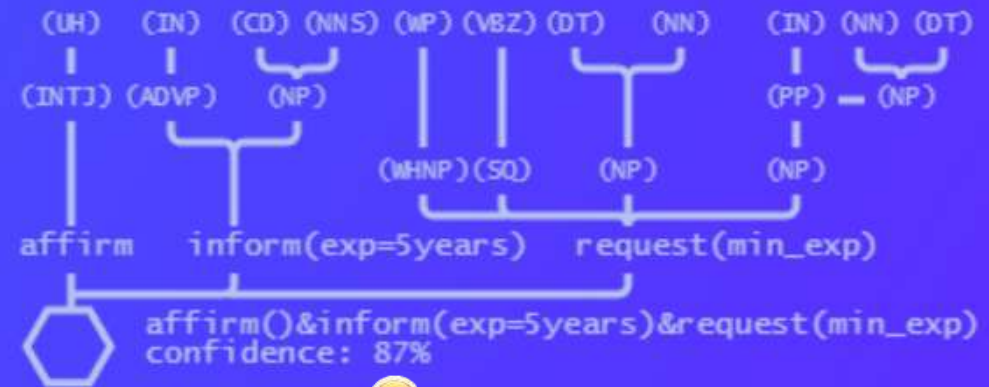 (UH) (IN) (CD) (NNS) (WP) (VBZ) (DT) (NN) (IN) (NN) (DT)
(INTJ) (ADVP) (NP) (PP) (NP)
(WHNP) (SQ) (NP) (NP)
affirm inform(exp=5years) request(min_exp)
affirm()&inform(exp=5years)&request(min_exp)
confidence: 87%